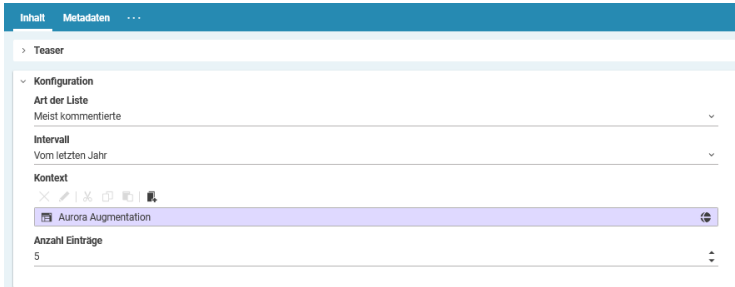 Inhalt Metadaten ...
Teaser
Konfiguration
Art der Liste
Meist kommentierte
Intervall
Vom letzten Jahr
Kontext
Aurora Augmentation
Anzahl Einträge
5